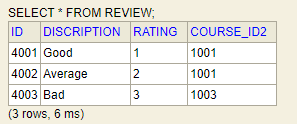 SELECT * FROM REVIEW;
ID DISCRIPTION RATING COURSE_ID2
4001 Good 1 1001
4002 Average 2 1001
4003 Bad 3 1003
(3 rows, 6 ms)